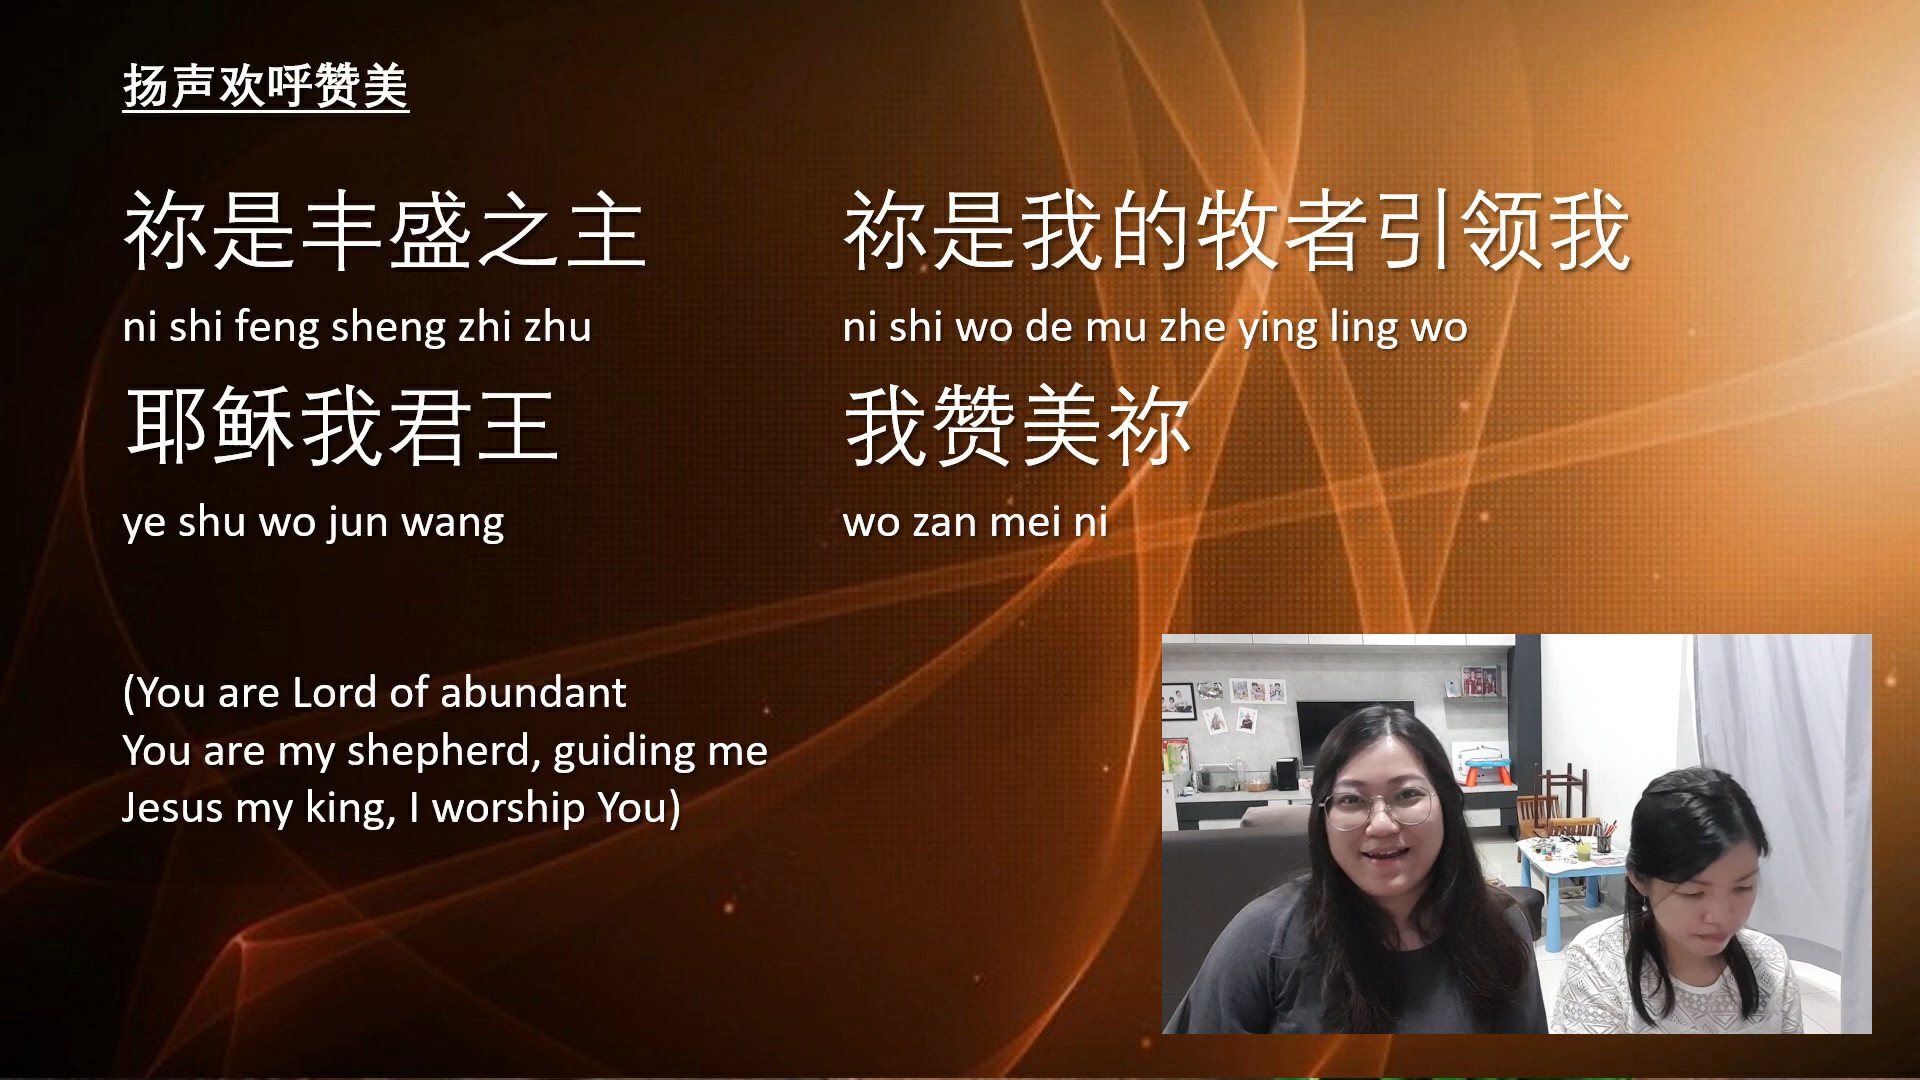 扬声欢呼赞美
祢是丰盛之主
ni shi feng sheng zhi zhu
祢是我的牧者引领我
ni shi wo de mu zhe ying ling wo
耶稣我君王
ye shu wo jun wang
我赞美祢
wo zan mei ni
(You are Lord of abundant
You are my shepherd, guiding me
Jesus my king, I worship You)